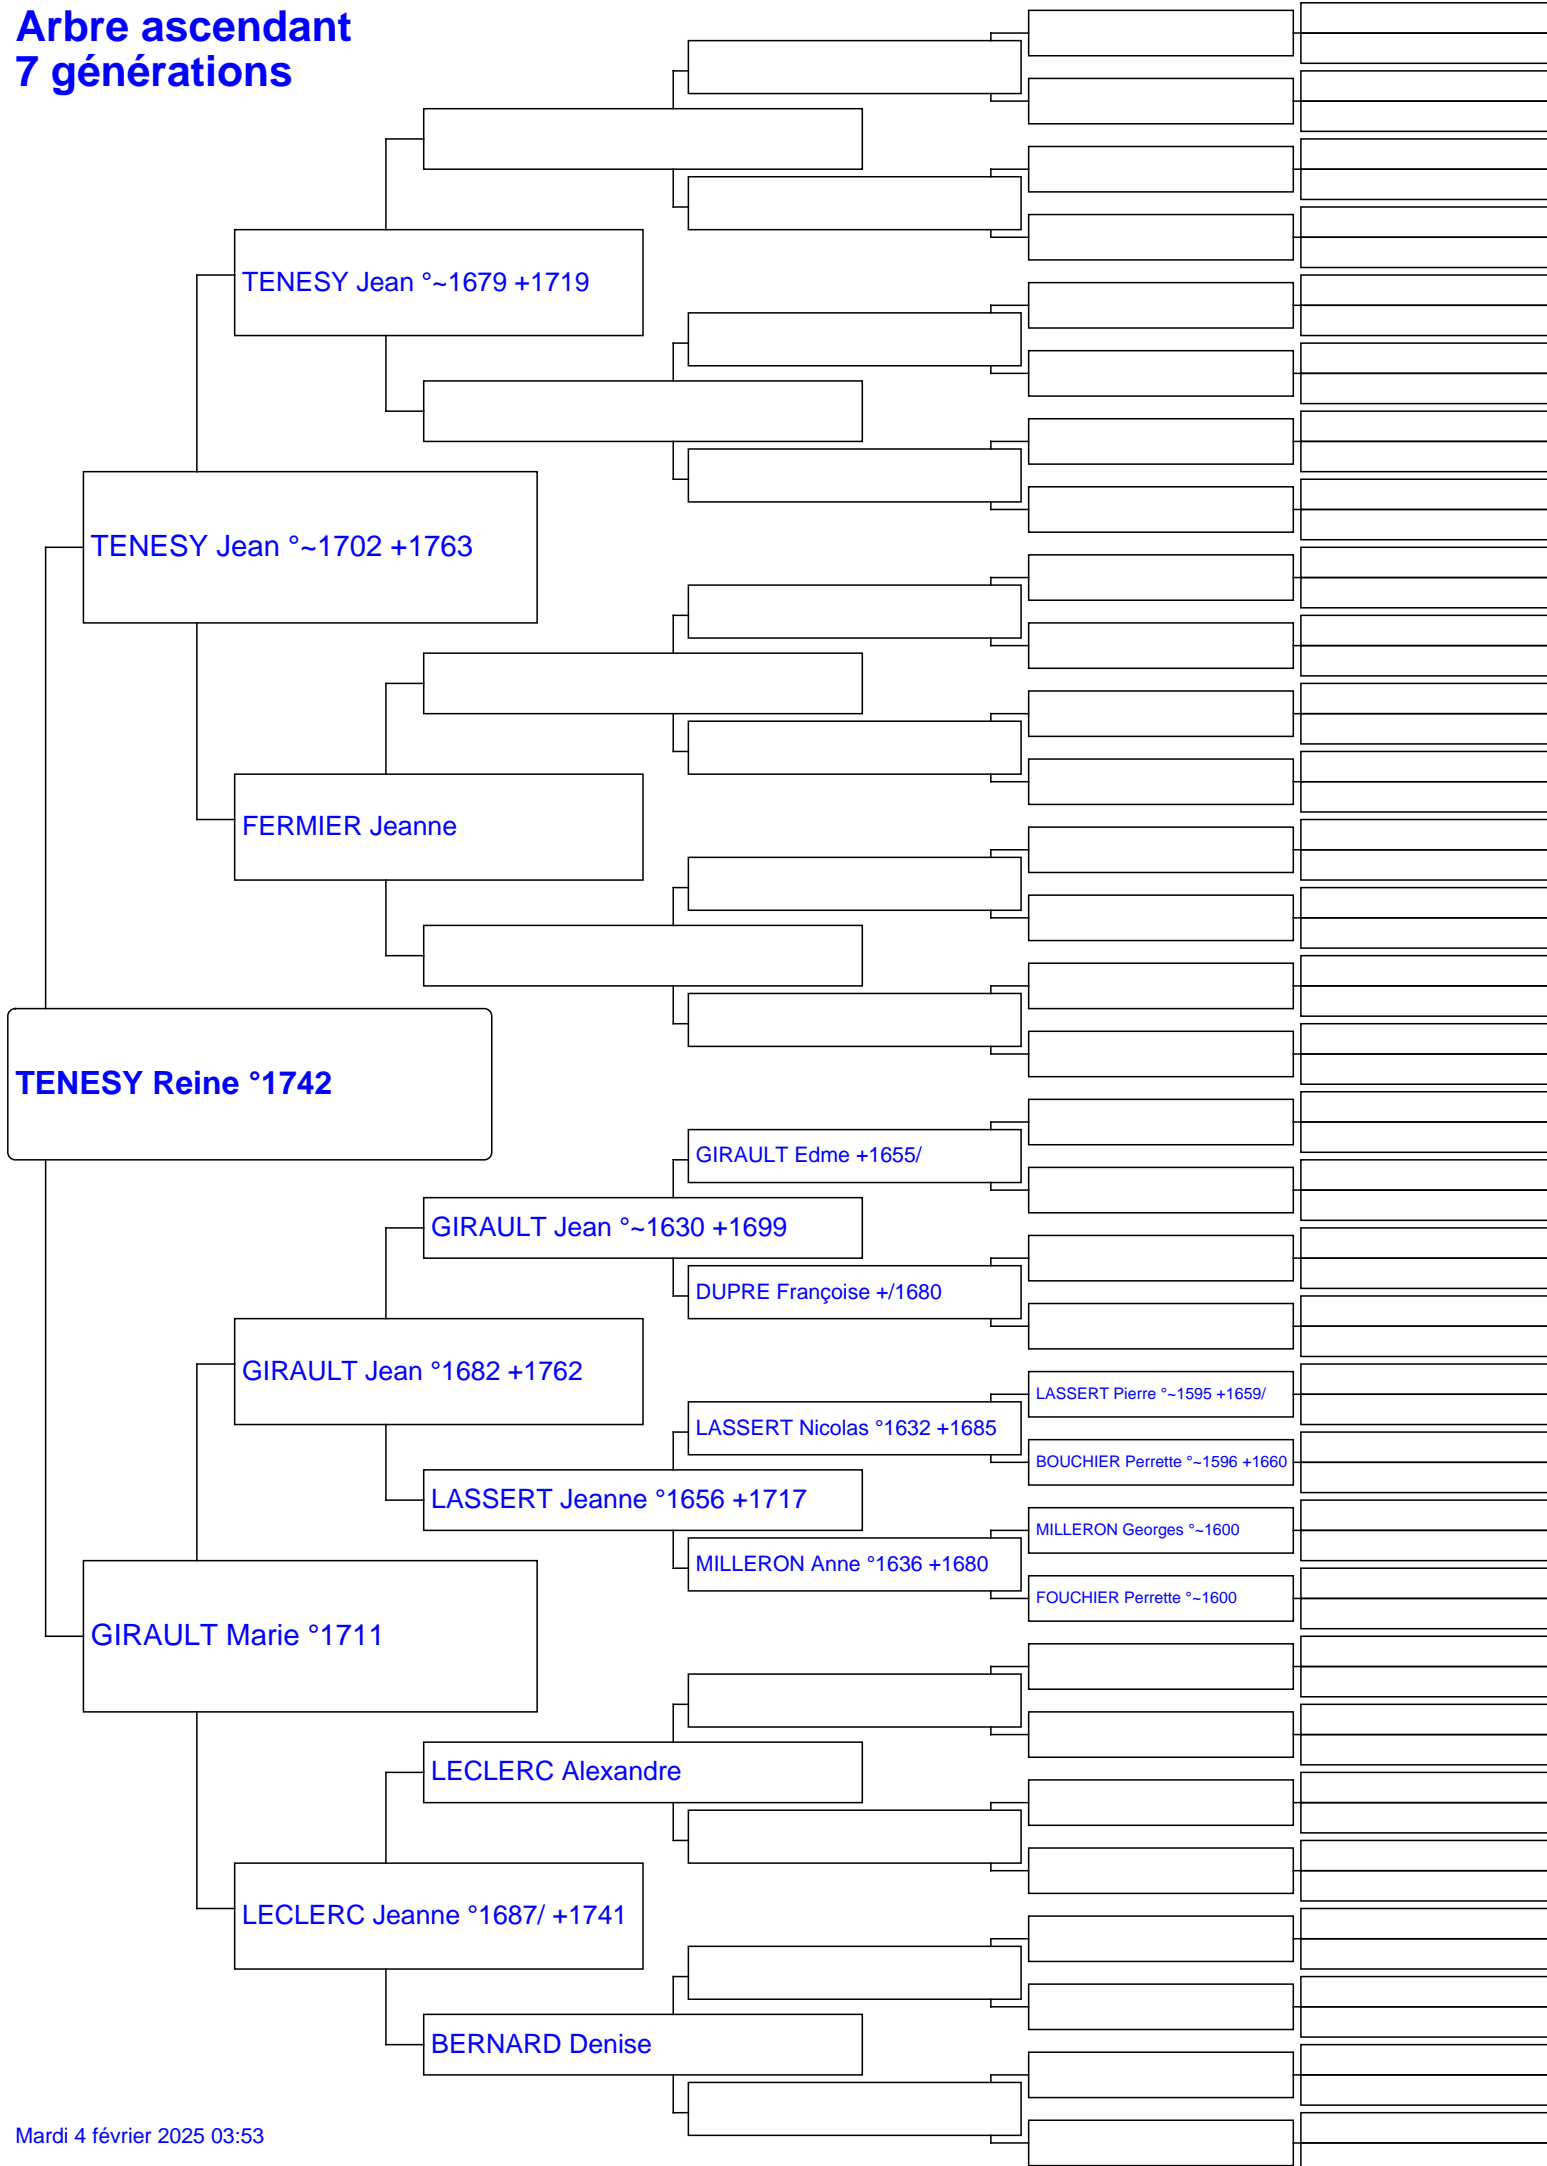 Arbre ascendant
7 générations
TENESY Jean °~1679 +1719
TENESY Jean °~1702 +1763
FERMIER Jeanne
TENESY Reine °1742
GIRAULT Edme +1655/
GIRAULT Jean °~1630 +1699
DUPRE Françoise +/1680
GIRAULT Jean °1682 +1762
LASSERT Pierre °~1595 +1659/
LASSERT Nicolas °1632 +1685
BOUCHIER Perrette °~1596 +1660
LASSERT Jeanne °1656 +1717
MILLERON Georges °~1600
MILLERON Anne °1636 +1680
FOUCHIER Perrette °~1600
GIRAULT Marie °1711
LECLERC Alexandre
LECLERC Jeanne °1687/ +1741
BERNARD Denise
Mardi 4 février 2025 03:53